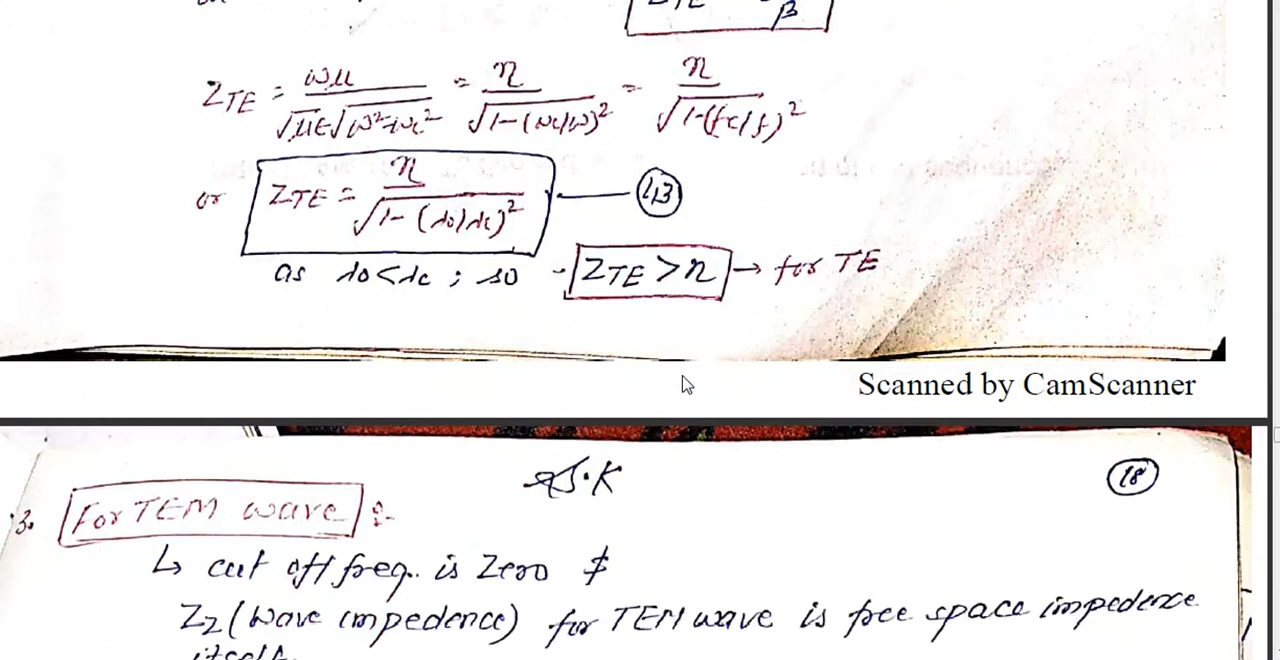 Z_TE = ωμ / √μϵ √ω²-ωc² = η / √1-(ωc/ω)² = η / √1-(fc/f)²
or Z_TE = η / √1-(λ0/λc)² — (43)
as λ0<λc ; so Z_TE > η → for TE
Scanned by CamScanner
S.K
(18)
3. For TEM wave :-
↳ cut off freq. is Zero &
Zz (wave impedence) for TEM wave is free space impedence
itself